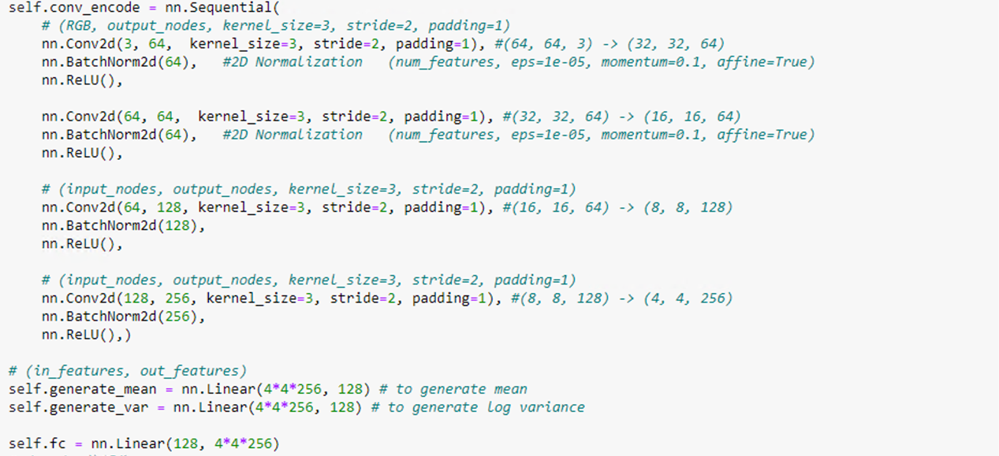 self.conv_encode = nn.Sequential(
# (RGB, output_nodes, kernel_size=3, stride=2, padding=1)
nn.Conv2d(3, 64,  kernel_size=3, stride=2, padding=1), #(64, 64, 3) -> (32, 32, 64)
nn.BatchNorm2d(64),   #2D Normalization   (num_features, eps=1e-05, momentum=0.1, affine=True)
nn.ReLU(),
nn.Conv2d(64, 64,  kernel_size=3, stride=2, padding=1), #(32, 32, 64) -> (16, 16, 64)
nn.BatchNorm2d(64),   #2D Normalization   (num_features, eps=1e-05, momentum=0.1, affine=True)
nn.ReLU(),
# (input_nodes, output_nodes, kernel_size=3, stride=2, padding=1)
nn.Conv2d(64, 128, kernel_size=3, stride=2, padding=1), #(16, 16, 64) -> (8, 8, 128)
nn.BatchNorm2d(128),
nn.ReLU(),
# (input_nodes, output_nodes, kernel_size=3, stride=2, padding=1)
nn.Conv2d(128, 256, kernel_size=3, stride=2, padding=1), #(8, 8, 128) -> (4, 4, 256)
nn.BatchNorm2d(256),
nn.ReLU(),)
# (in_features, out_features)
self.generate_mean = nn.Linear(4*4*256, 128) # to generate mean
self.generate_var = nn.Linear(4*4*256, 128) # to generate log variance
self.fc = nn.Linear(128, 4*4*256)